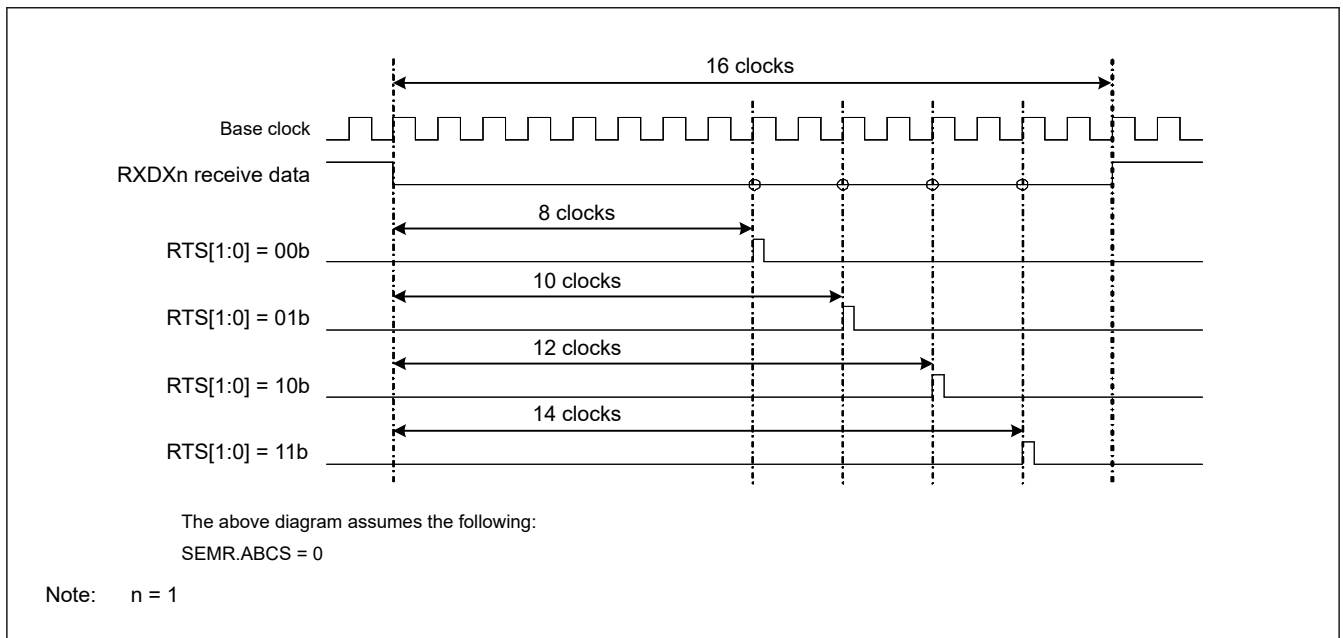 16 clocks
Base clock
RXDXn receive data
8 clocks
RTS[1:0] = 00b
10 clocks
RTS[1:0] = 01b
12 clocks
RTS[1:0] = 10b
14 clocks
RTS[1:0] = 11b
The above diagram assumes the following:
SEMR.ABCS = 0
Note: n = 1